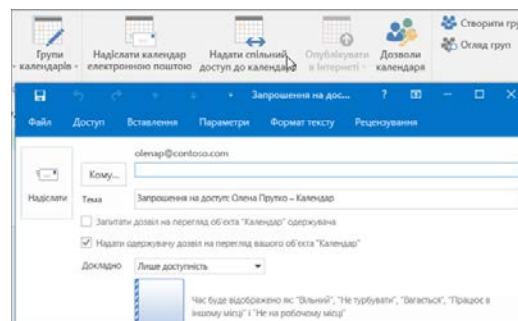 Групи календарів
Надіслати календар електронною поштою
Надати спільний доступ до календаря
Опублікувати в Інтернеті
Дозволи календаря
Створити гру
Огляд груп
Запрошення на дос... ?
Файл Доступ Вставлення Параметри Формат тексту Рецензування
olenap@contoso.com
Надіслати
Кому...
Тема Запрошення на доступ: Олена Прутко – Календар
Запитати дозвіл на перегляд об'єкта "Календар" одержувача
Надати одержувачу дозвіл на перегляд вашого об'єкта "Календар"
Докладно Лише доступність
Час буде відображено як: "Вільний", "Не турбувати", "Вагається", "Працює в
іншому місці" і "Не на робочому місці"